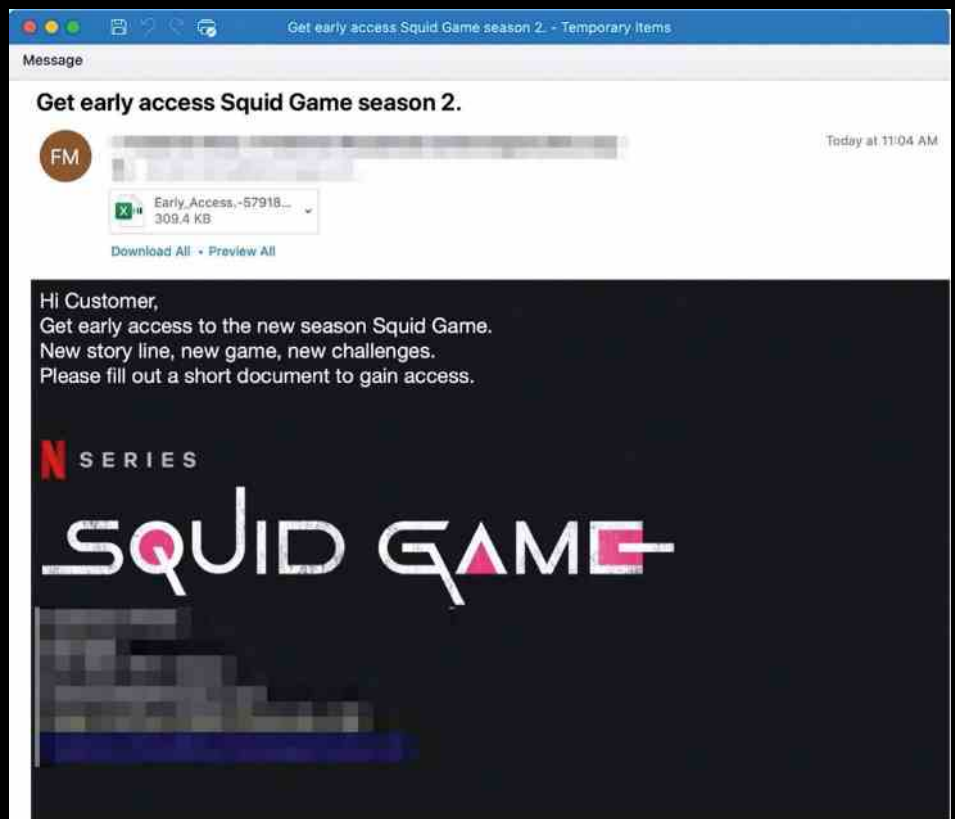 Get early access Squid Game season 2. - Temporary Items
Message
Get early access Squid Game season 2.
FM
Today at 11:04 AM
Early_Access.-57918...
309.4 KB
Download All • Preview All
Hi Customer,
Get early access to the new season Squid Game.
New story line, new game, new challenges.
Please fill out a short document to gain access.
N SERIES
SQUID GAME